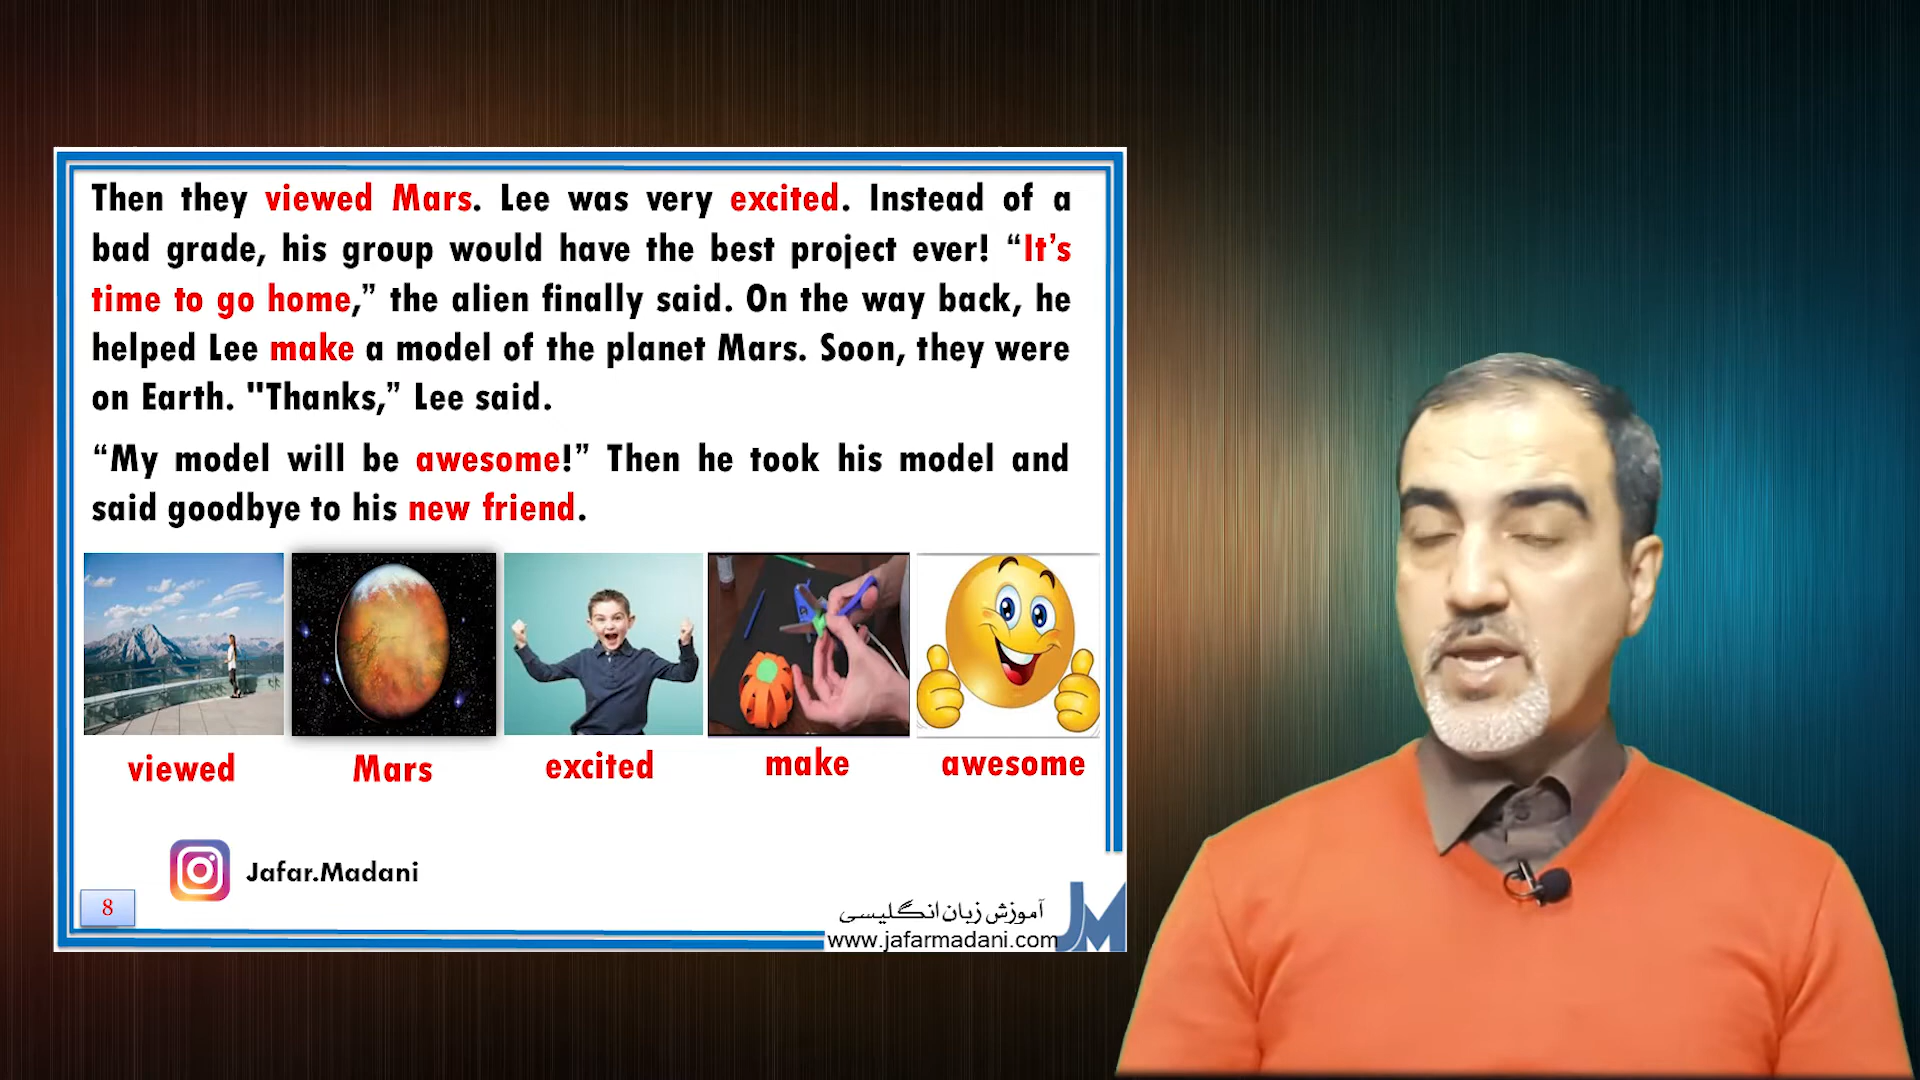 Then they viewed Mars. Lee was very excited. Instead of a
bad grade, his group would have the best project ever! “It’s
time to go home,” the alien finally said. On the way back, he
helped Lee make a model of the planet Mars. Soon, they were
on Earth. "Thanks,” Lee said.
“My model will be awesome!” Then he took his model and
said goodbye to his new friend.
viewed Mars excited make awesome
Jafar.Madani
8
آموزش زبان انگلیسی
www.jafarmadani.com
JM